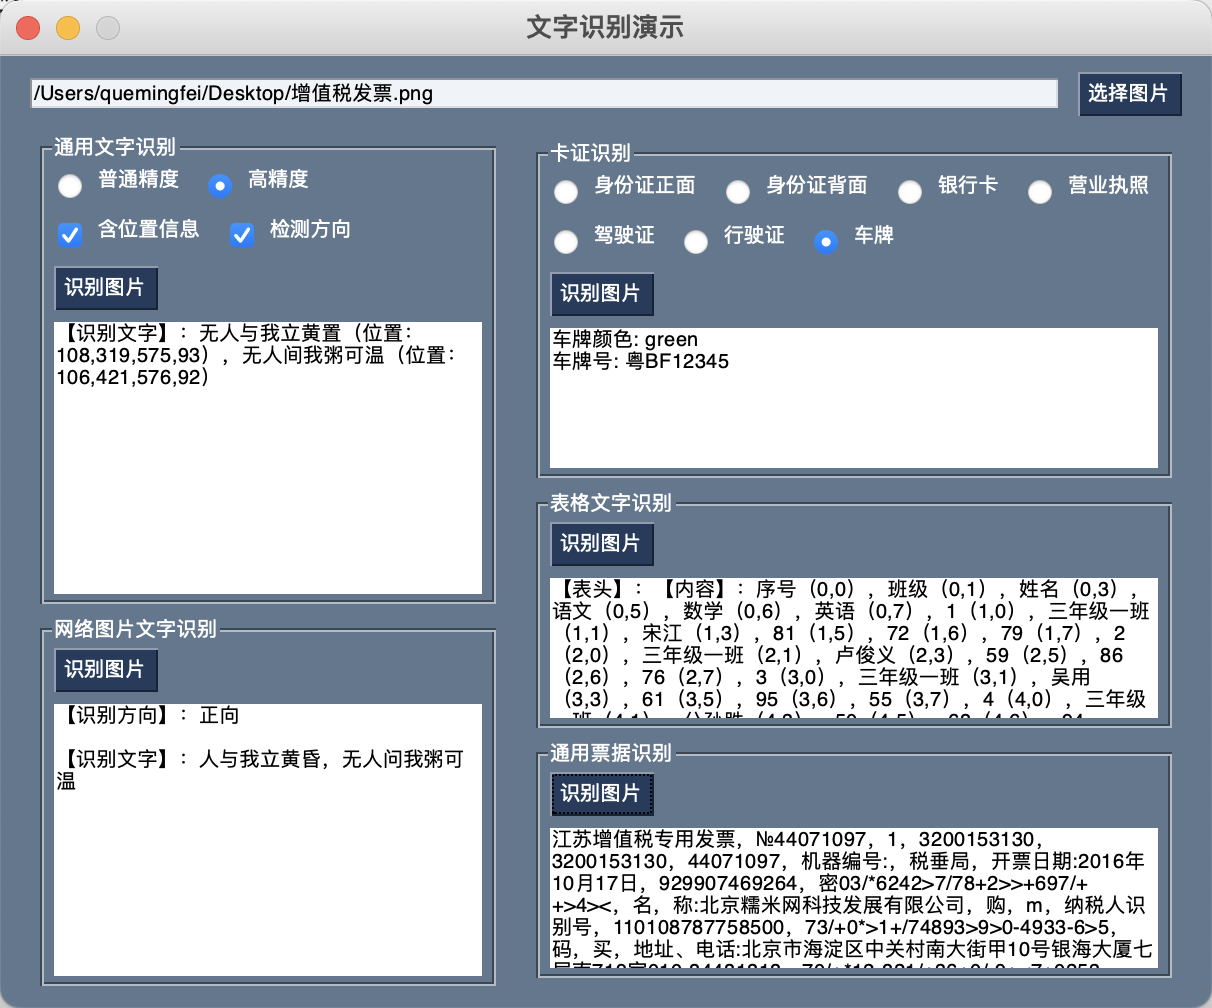 文字识别演示
/Users/quemingfei/Desktop/增值税发票.png
选择图片
通用文字识别
普通精度 高精度
含位置信息 检测方向
识别图片
【识别文字】：无人与我立黄置（位置：
108,319,575,93），无人间我粥可温（位置：
106,421,576,92）
网络图片文字识别
识别图片
【识别方向】：正向
【识别文字】：人与我立黄昏，无人问我粥可
温
卡证识别
身份证正面 身份证背面 银行卡 营业执照
驾驶证 行驶证 车牌
识别图片
车牌颜色: green
车牌号: 粤BF12345
表格文字识别
识别图片
【表头】：【内容】：序号（0,0），班级（0,1），姓名（0,3），
语文（0,5），数学（0,6），英语（0,7），1（1,0），三年级一班
（1,1），宋江（1,3），81（1,5），72（1,6），79（1,7），2
（2,0），三年级一班（2,1），卢俊义（2,3），59（2,5），86
（2,6），76（2,7），3（3,0），三年级一班（3,1），吴用
（3,3），61（3,5），95（3,6），55（3,7），4（4,0），三年级
通用票据识别
识别图片
江苏增值税专用发票，№44071097，1，3200153130，
3200153130，44071097，机器编号:，税垂局，开票日期:2016年
10月17日，929907469264，密03/*6242>7/78+2>>+697/+
+>4><，名，称:北京糯米网科技发展有限公司，购，m，纳税人识
别号，110108787758500，73/+0*>1+/74893>9>0-4933-6>5，
码，买，地址、电话:北京市海淀区中关村南大街甲10号银海大厦七